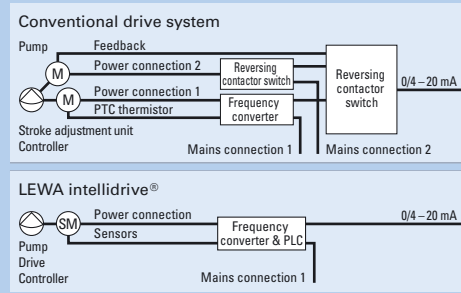 Conventional drive system
Pump
Feedback
Power connection 2
M
Reversing
contactor switch
Reversing
contactor
switch
0/4 – 20 mA
Power connection 1
M
PTC thermistor
Frequency
converter
Stroke adjustment unit
Controller
Mains connection 1
Mains connection 2
LEWA intellidrive®
Power connection
0/4 – 20 mA
SM
Sensors
Frequency
converter & PLC
Pump
Drive
Controller
Mains connection 1